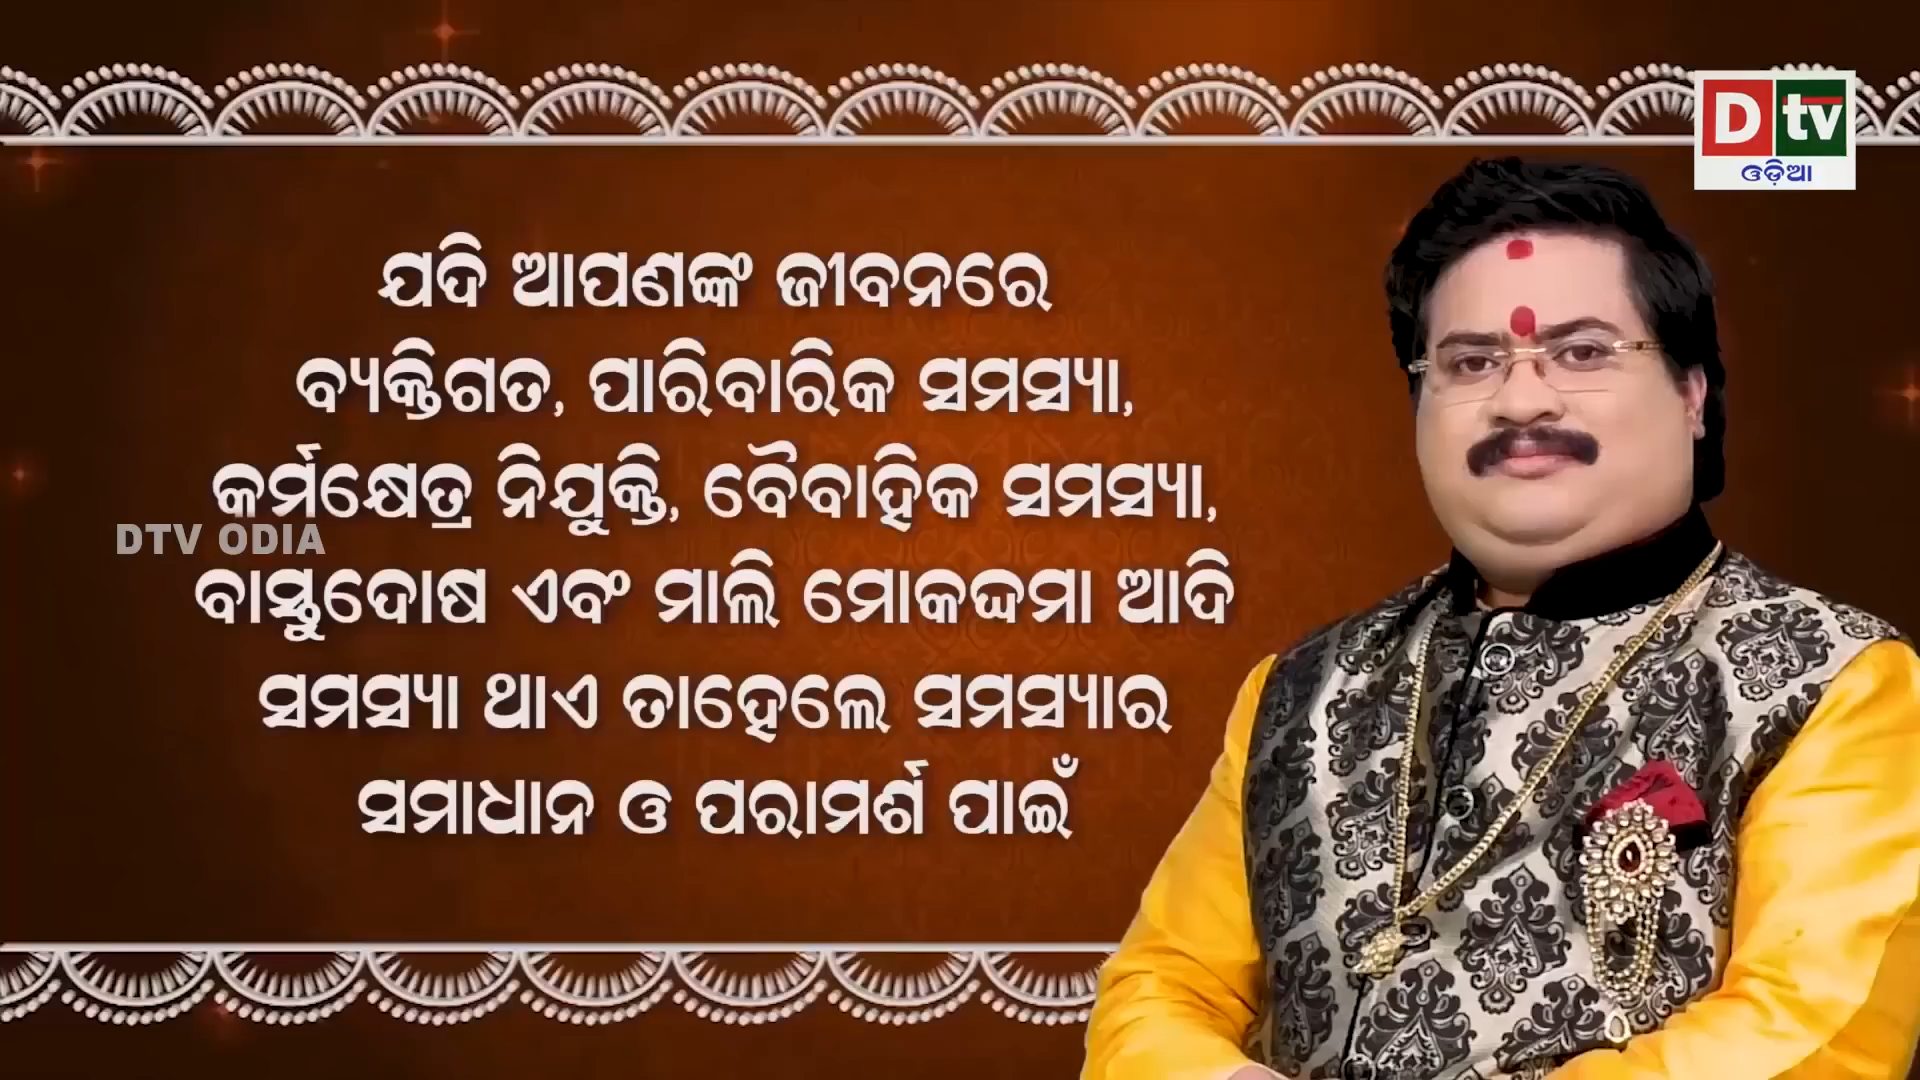 D tv
ଓଡ଼ିଆ
ଯଦି ଆପଣଙ୍କ ଜୀବନରେ
ବ୍ୟକ୍ତିଗତ, ପାରିବାରିକ ସମସ୍ୟା,
କର୍ମକ୍ଷେତ୍ର ନିଯୁକ୍ତି, ବୈବାହିକ ସମସ୍ୟା,
DTV ODIA
ବାସ୍ତୁଦୋଷ ଏବଂ ମାଲି ମୋକଦ୍ଦମା ଆଦି
ସମସ୍ୟା ଥାଏ ତାହେଲେ ସମସ୍ୟାର
ସମାଧାନ ଓ ପରାମର୍ଶ ପାଇଁ